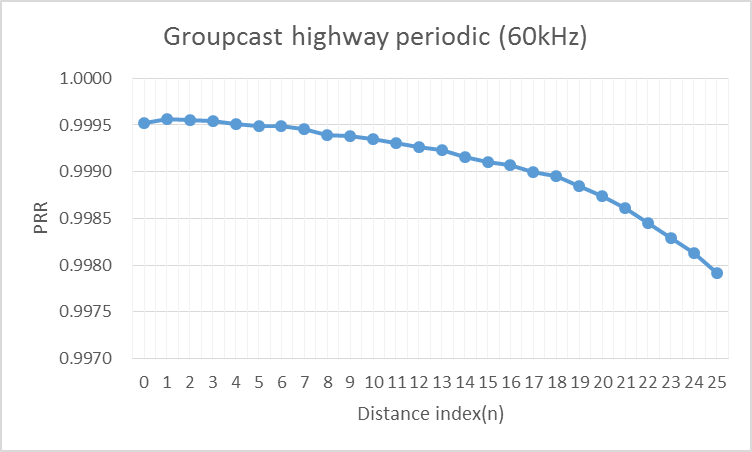 Groupcast highway periodic (60kHz)
1.0000
0.9995
0.9990
0.9985
0.9980
0.9975
0.9970
PRR
0 1 2 3 4 5 6 7 8 9 10 11 12 13 14 15 16 17 18 19 20 21 22 23 24 25
Distance index(n)